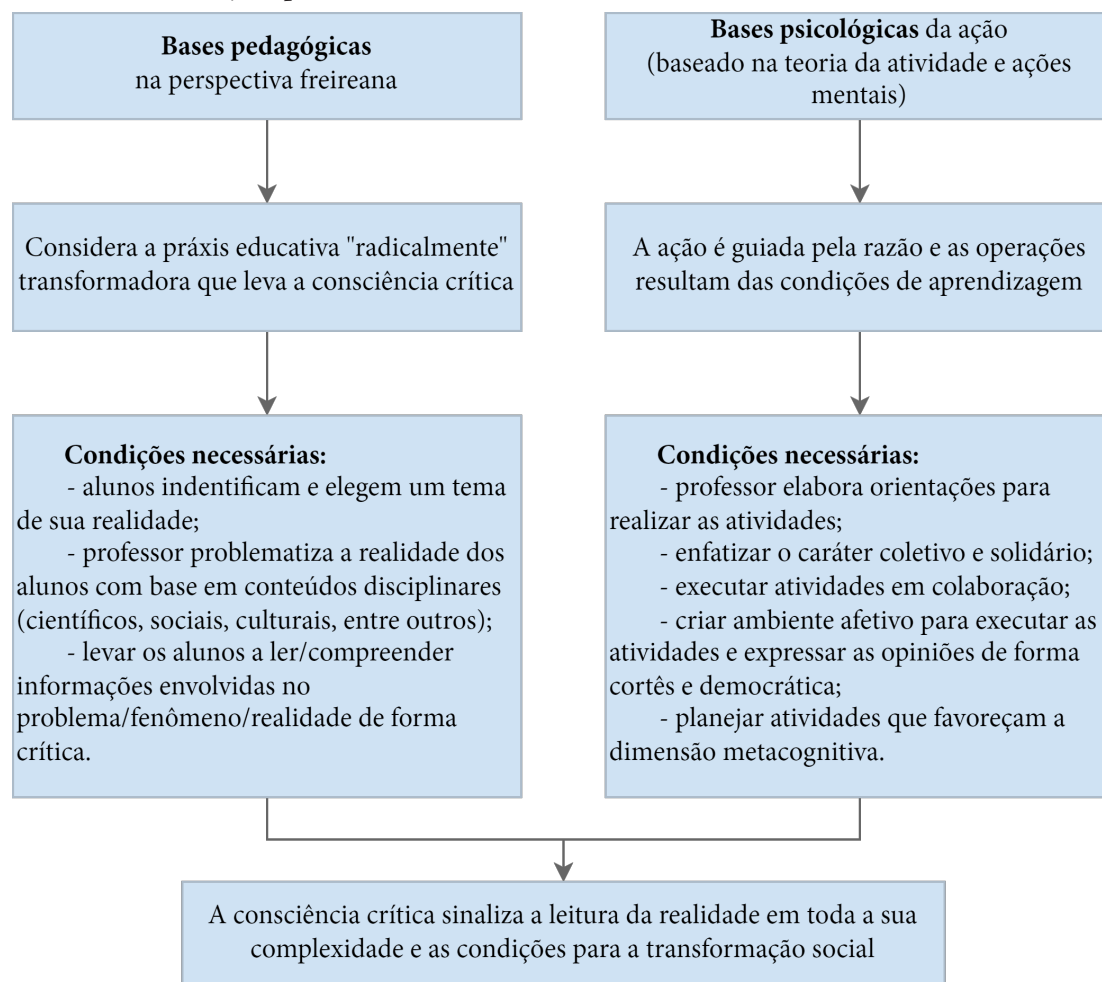 Bases pedagógicas
na perspectiva freireana
Bases psicológicas da ação
(baseado na teoria da atividade e ações
mentais)
Considera a práxis educativa "radicalmente"
transformadora que leva a consciência crítica
A ação é guiada pela razão e as operações
resultam das condições de aprendizagem
Condições necessárias:
- alunos indentificam e elegem um tema
de sua realidade;
- professor problematiza a realidade dos
alunos com base em conteúdos disciplinares
(científicos, sociais, culturais, entre outros);
- levar os alunos a ler/compreender
informações envolvidas no
problema/fenômeno/realidade de forma
crítica.
Condições necessárias:
- professor elabora orientações para
realizar as atividades;
- enfatizar o caráter coletivo e solidário;
- executar atividades em colaboração;
- criar ambiente afetivo para executar as
atividades e expressar as opiniões de forma
cortês e democrática;
- planejar atividades que favoreçam a
dimensão metacognitiva.
A consciência crítica sinaliza a leitura da realidade em toda a sua
complexidade e as condições para a transformação social